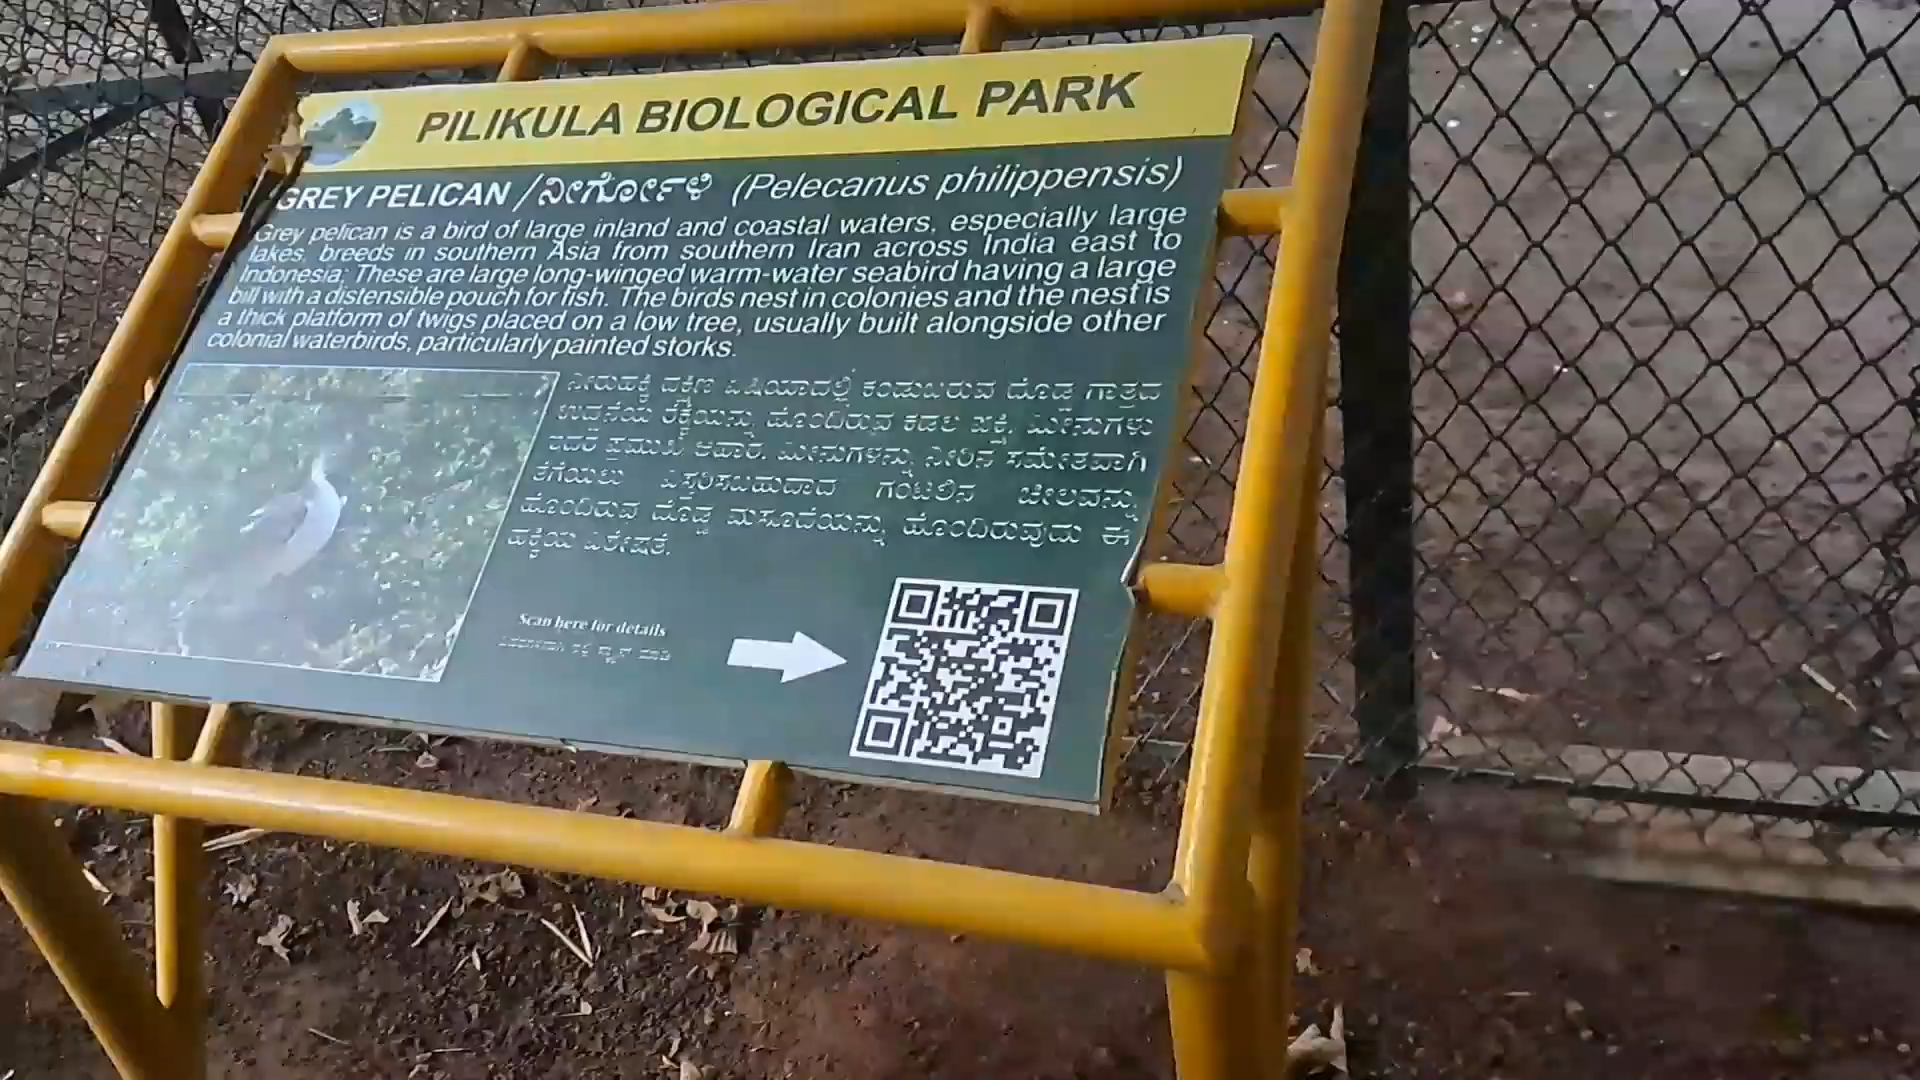 PILIKULA BIOLOGICAL PARK
GREY PELICAN / ನೀರ್ಕೋಳಿ (Pelecanus philippensis)
Grey pelican is a bird of large inland and coastal waters, especially large
lakes, breeds in southern Asia from southern Iran across India east to
Indonesia; These are large long-winged warm-water seabird having a large
bill with a distensible pouch for fish. The birds nest in colonies and the nest is
a thick platform of twigs placed on a low tree, usually built alongside other
colonial waterbirds, particularly painted storks.
ನೀರುಹಕ್ಕಿ ದಕ್ಷಿಣ ಏಷಿಯಾದಲ್ಲಿ ಕಂಡುಬರುವ ದೊಡ್ಡ ಗಾತ್ರದ
ಉದ್ದನೆಯ ರೆಕ್ಕೆಯನ್ನು ಹೊಂದಿರುವ ಕಡಲ ಪಕ್ಷಿ. ಮೀನುಗಳು
ಇದರ ಪ್ರಮುಖ ಆಹಾರ. ಮೀನುಗಳನ್ನು ನೀರಿನ ಸಮೇತವಾಗಿ
ತೆಗೆಯಲು ವಿಸ್ತರಿಸಬಹುದಾದ ಗಂಟಲಿನ ಚೀಲವನ್ನು
ಹೊಂದಿರುವ ದೊಡ್ಡ ಮಸೂದೆಯನ್ನು ಹೊಂದಿರುವುದು ಈ
ಹಕ್ಕಿಯ ವಿಶೇಷತೆ.
Scan here for details